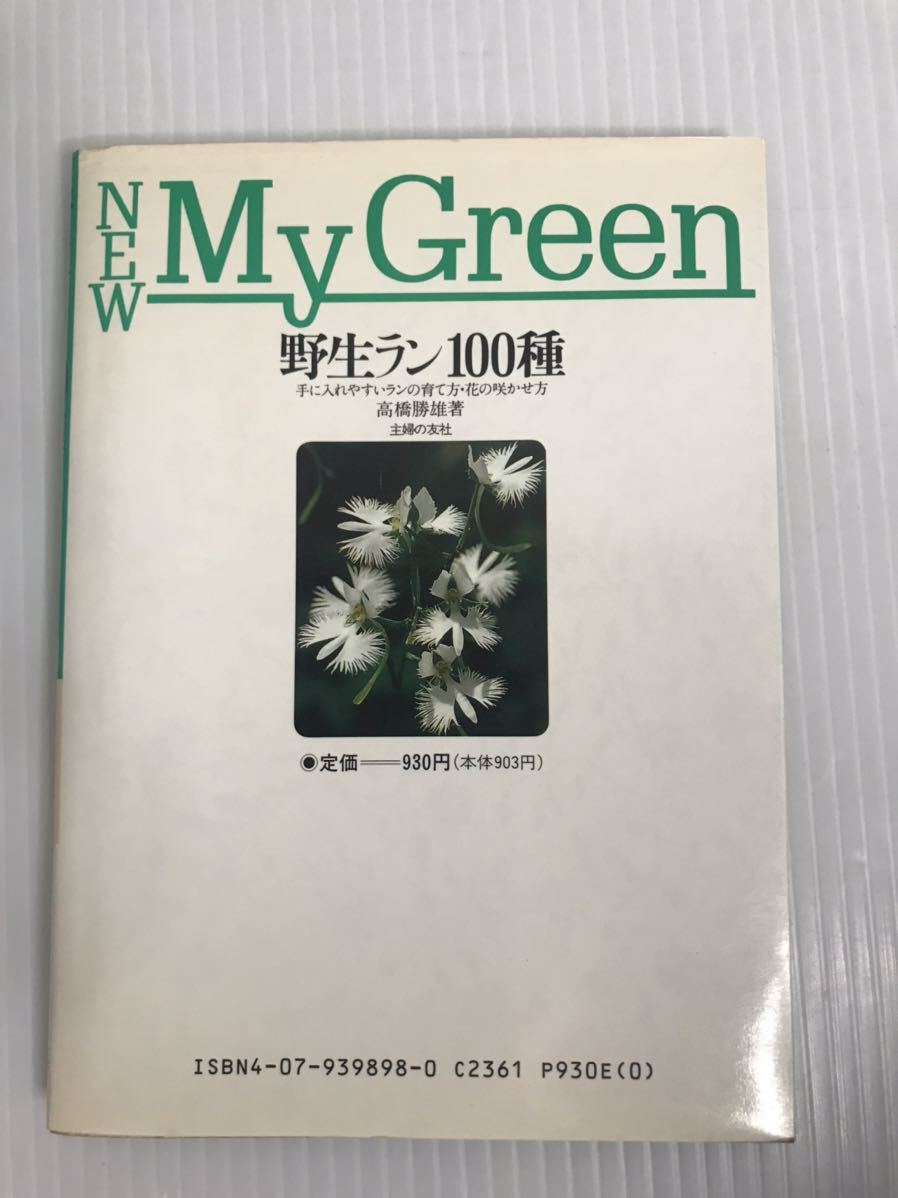 NEW My Green
野生ラン100種
手に入れやすいランの育て方・花の咲かせ方
高橋勝雄著
主婦の友社
◉定価━━930円(本体903円)
ISBN4-07-939898-0 C2361 P930E(0)